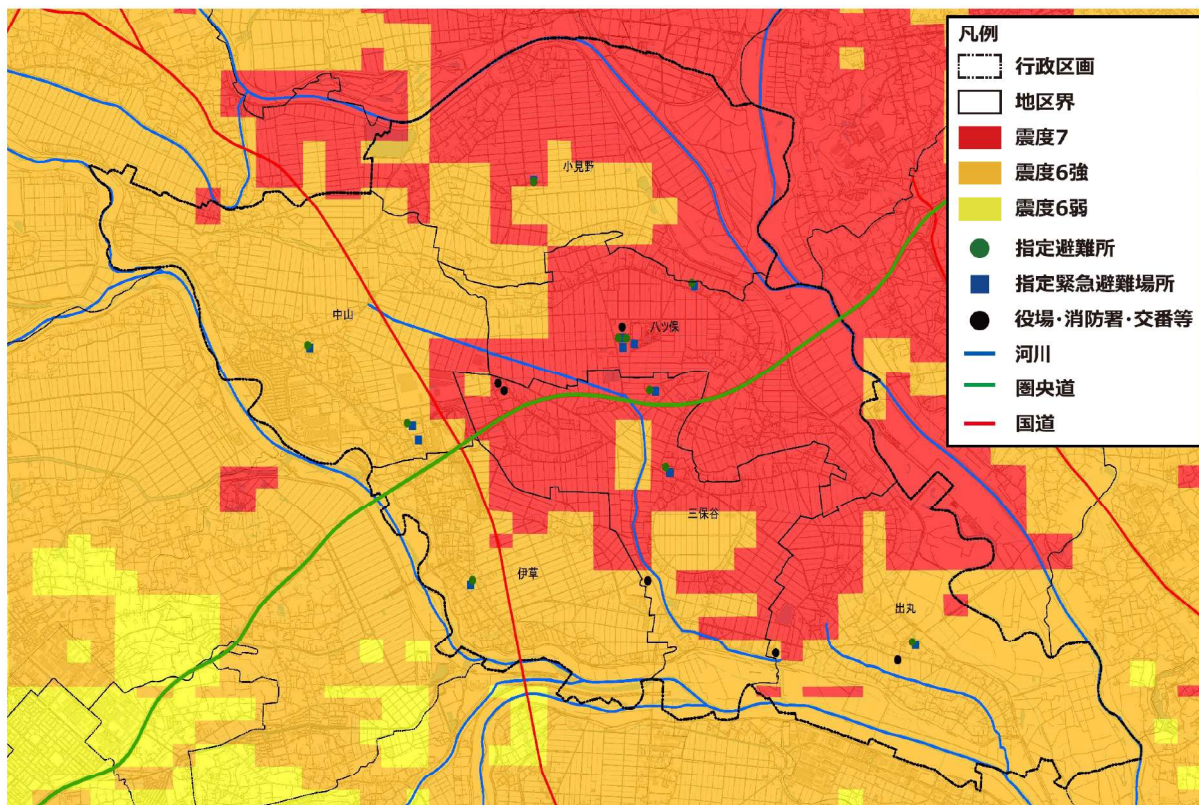 凡例
行政区画
地区界
震度7
震度6強
震度6弱
指定避難所
指定緊急避難場所
役場・消防署・交番等
河川
圏央道
国道
小見野
中山
八ツ保
三保谷
伊草
出丸